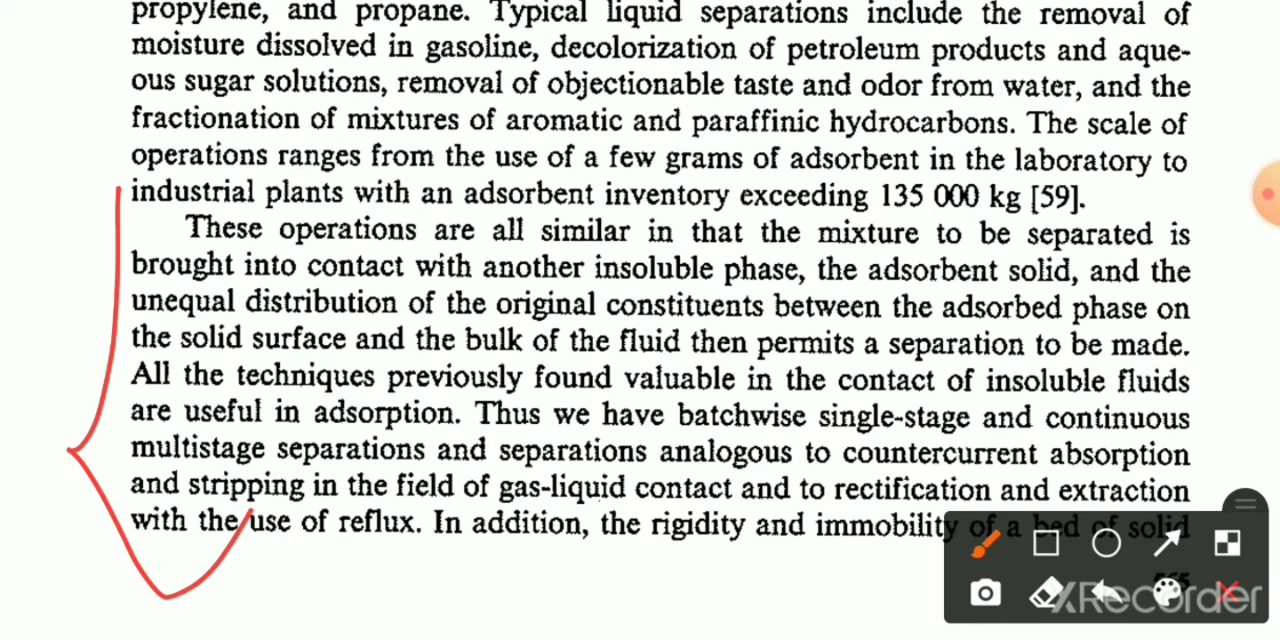 propylene, and propane. Typical liquid separations include the removal of
moisture dissolved in gasoline, decolorization of petroleum products and aque-
ous sugar solutions, removal of objectionable taste and odor from water, and the
fractionation of mixtures of aromatic and paraffinic hydrocarbons. The scale of
operations ranges from the use of a few grams of adsorbent in the laboratory to
industrial plants with an adsorbent inventory exceeding 135 000 kg [59].
These operations are all similar in that the mixture to be separated is
brought into contact with another insoluble phase, the adsorbent solid, and the
unequal distribution of the original constituents between the adsorbed phase on
the solid surface and the bulk of the fluid then permits a separation to be made.
All the techniques previously found valuable in the contact of insoluble fluids
are useful in adsorption. Thus we have batchwise single-stage and continuous
multistage separations and separations analogous to countercurrent absorption
and stripping in the field of gas-liquid contact and to rectification and extraction
with the use of reflux. In addition, the rigidity and immobility of a bed of solid
XRecorder